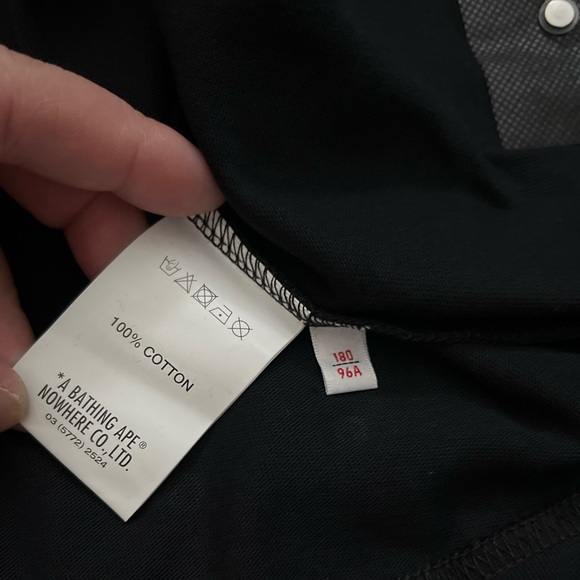 100% COTTON
*A BATHING APE®
NOWHERE CO., LTD.
03 (5772) 2524
180
96A